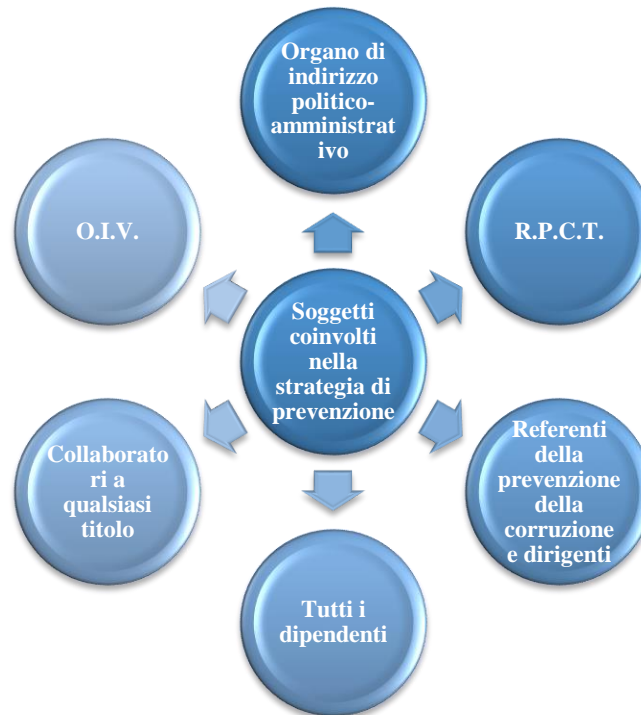 Organo di
indirizzo
politico-
amministrat
ivo
O.I.V.
R.P.C.T.
Soggetti
coinvolti
nella
strategia di
prevenzione
Collaborato
ri a
qualsiasi
titolo
Referenti
della
prevenzione
della
corruzione
e dirigenti
Tutti i
dipendenti